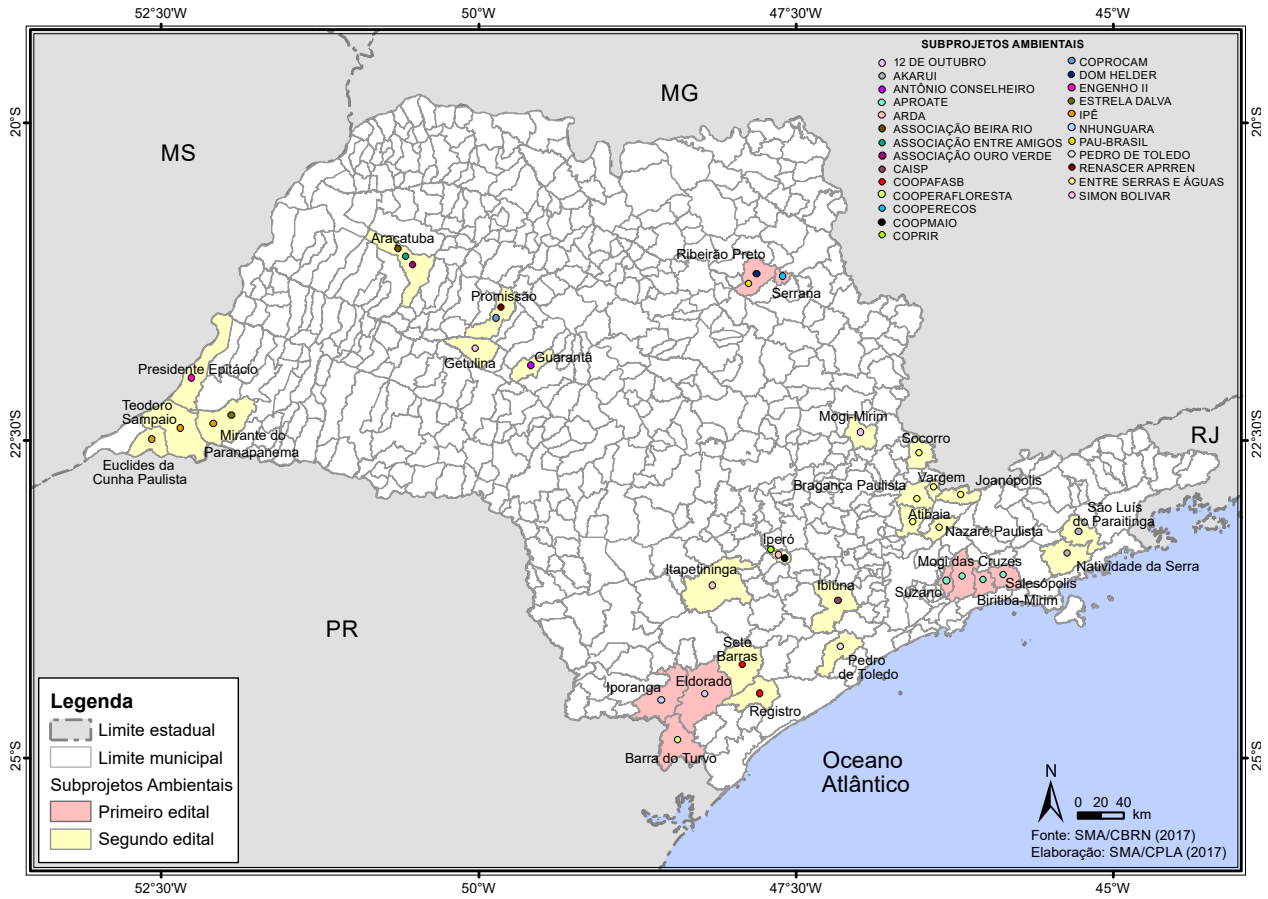 52°30'W
50°W
47°30'W
45°W
20°S
22°30'S
25°S
20°S
22°30'S
25°S
52°30'W
50°W
47°30'W
45°W
MS
MG
RJ
PR
SUBPROJETOS AMBIENTAIS
12 DE OUTUBRO
AKARUI
ANTÔNIO CONSELHEIRO
APROATE
ARDA
ASSOCIAÇÃO BEIRA RIO
ASSOCIAÇÃO ENTRE AMIGOS
ASSOCIAÇÃO OURO VERDE
CAISP
COOPAFASB
COOPERAFLORESTA
COOPERECOS
COOPMAIO
COPRIR
COPROCAM
DOM HELDER
ENGENHO II
ESTRELA DALVA
IPÊ
NHUNGUARA
PAU-BRASIL
PEDRO DE TOLEDO
RENASCER APRREN
ENTRE SERRAS E ÁGUAS
SIMON BOLIVAR
Araçatuba
Ribeirão Preto
Serrana
Promissão
Getulina
Guarantã
Presidente Epitácio
Teodoro
Sampaio
Mirante do
Paranapanema
Euclides da
Cunha Paulista
Mogi-Mirim
Socorro
Vargem
Joanópolis
Bragança Paulista
Atibaia
Nazaré Paulista
São Luís
do Paraitinga
Natividade da Serra
Iperó
Itapetininga
Ibiúna
Mogi das Cruzes
Suzano
Salesópolis
Biritiba-Mirim
Sete
Barras
Pedro
de Toledo
Iporanga
Eldorado
Registro
Barra do Turvo
Oceano
Atlântico
Legenda
Limite estadual
Limite municipal
Subprojetos Ambientais
Primeiro edital
Segundo edital
N
0 20 40
km
Fonte: SMA/CBRN (2017)
Elaboração: SMA/CPLA (2017)